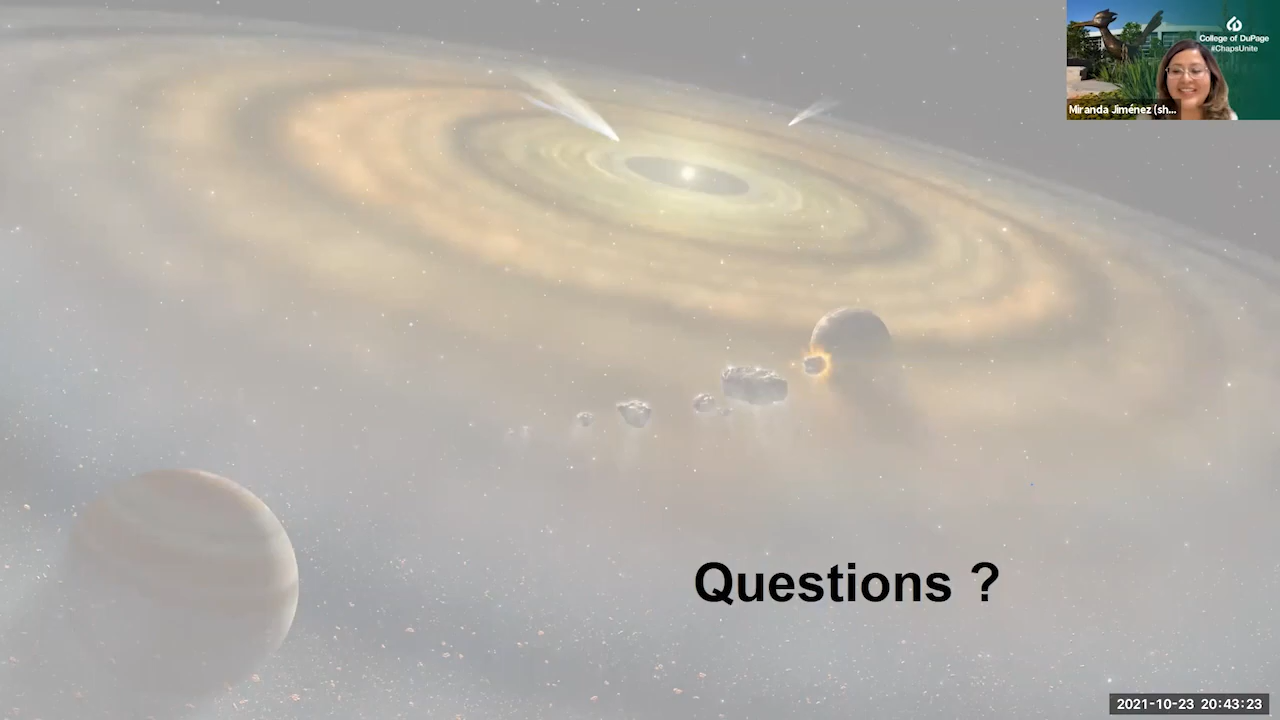 College of DuPage
#ChapsUnite
Miranda Jiménez (sh...
Questions ?
2021-10-23 20:43:23